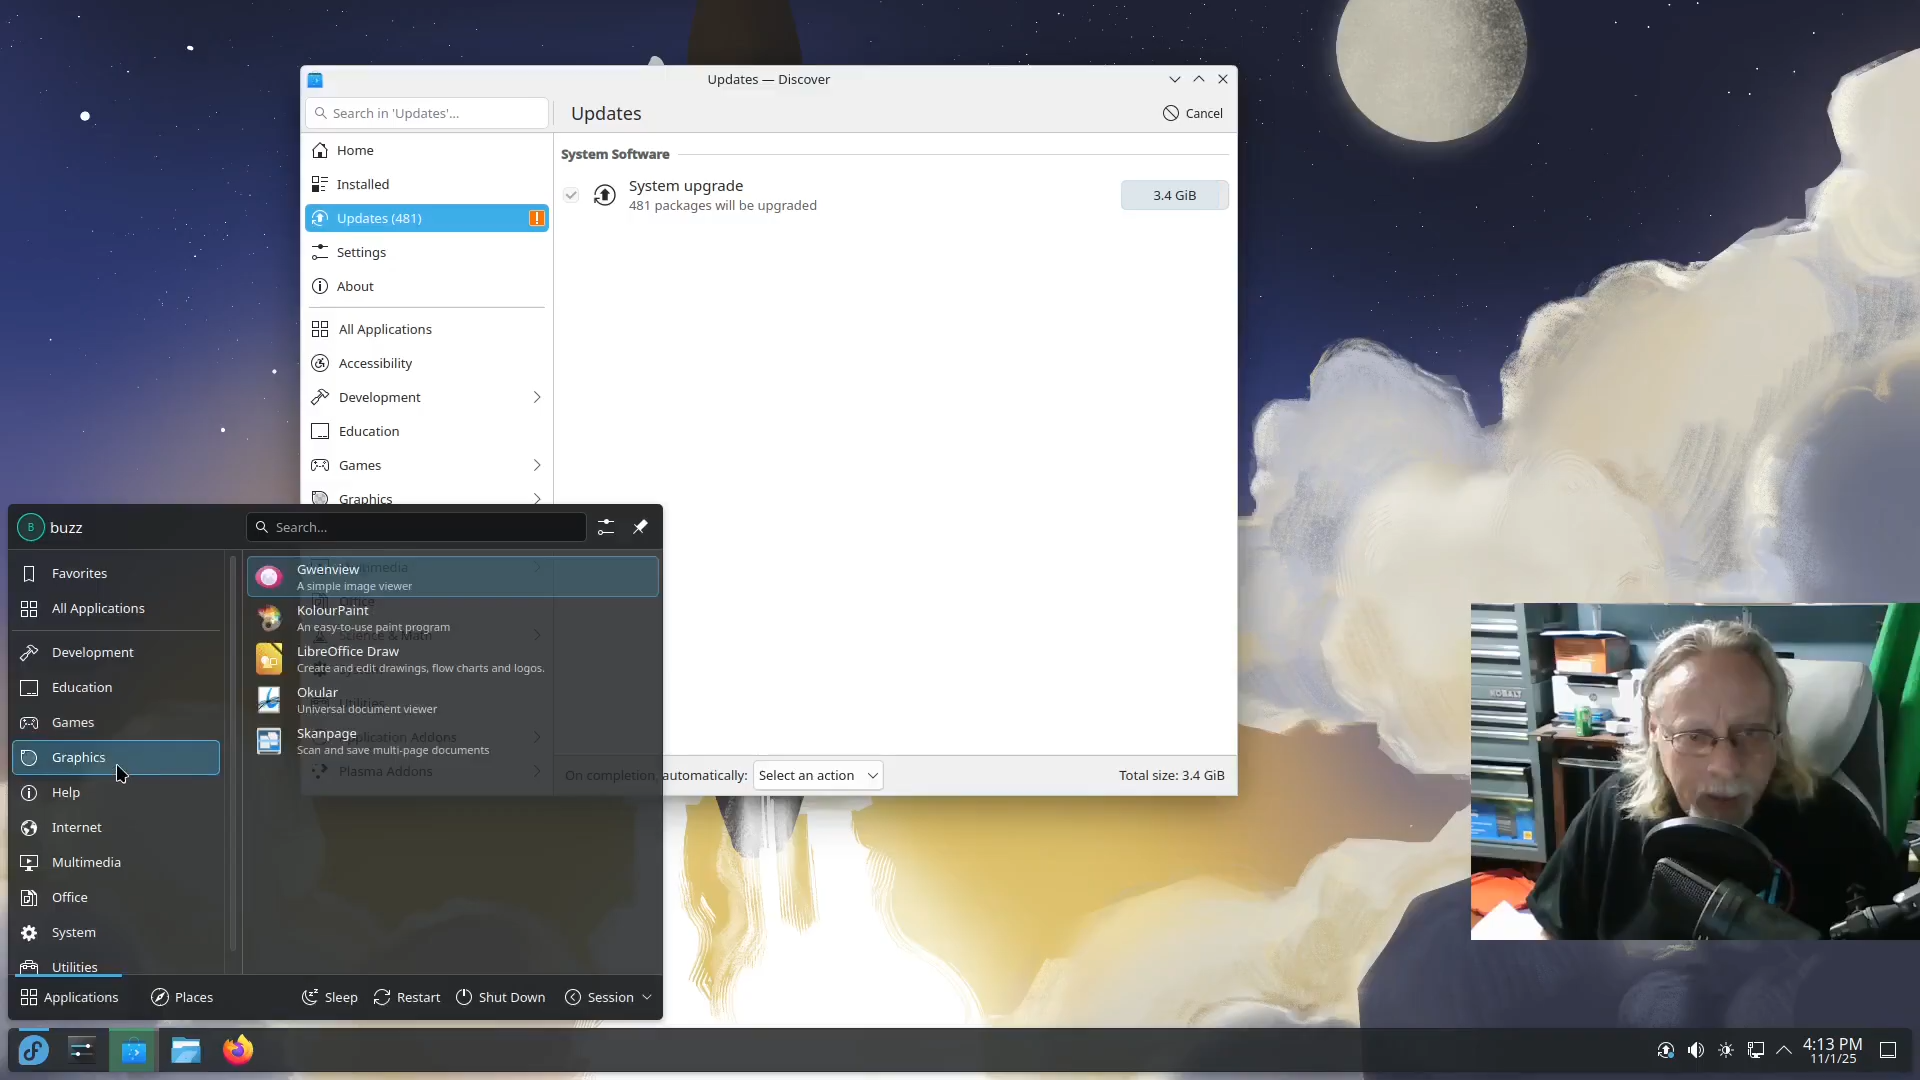 Updates — Discover
Search in 'Updates'...
Updates
Cancel
Home
Installed
Updates (481)
Settings
About
All Applications
Accessibility
Development
Education
Games
Graphics
System Software
System upgrade
481 packages will be upgraded
3.4 GiB
On completion, automatically:
Select an action
Total size: 3.4 GiB
B
buzz
Search...
Favorites
All Applications
Development
Education
Games
Graphics
Help
Internet
Multimedia
Office
System
Utilities
Gwenview
A simple image viewer
KolourPaint
An easy-to-use paint program
LibreOffice Draw
Create and edit drawings, flow charts and logos.
Okular
Universal document viewer
Skanpage
Scan and save multi-page documents
Science & Math
Application Addons
Plasma Addons
Applications
Places
Sleep
Restart
Shut Down
Session
KOBALT
4:13 PM
11/1/25